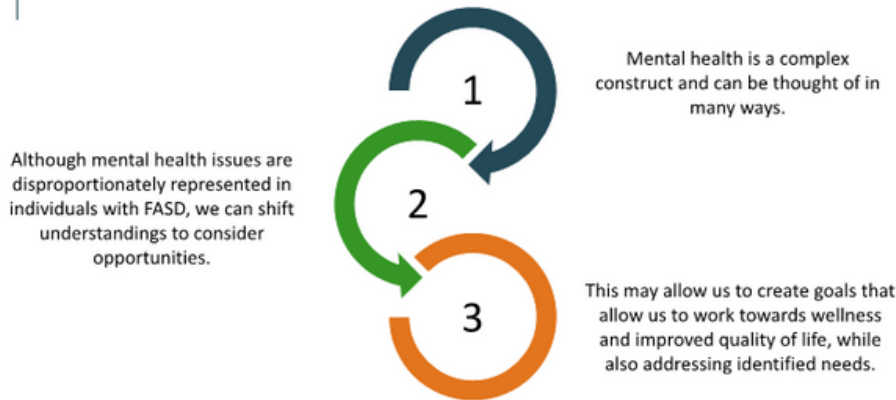 1
Mental health is a complex
construct and can be thought of in
many ways.
Although mental health issues are
disproportionately represented in
individuals with FASD, we can shift
understandings to consider
opportunities.
2
3
This may allow us to create goals that
allow us to work towards wellness
and improved quality of life, while
also addressing identified needs.